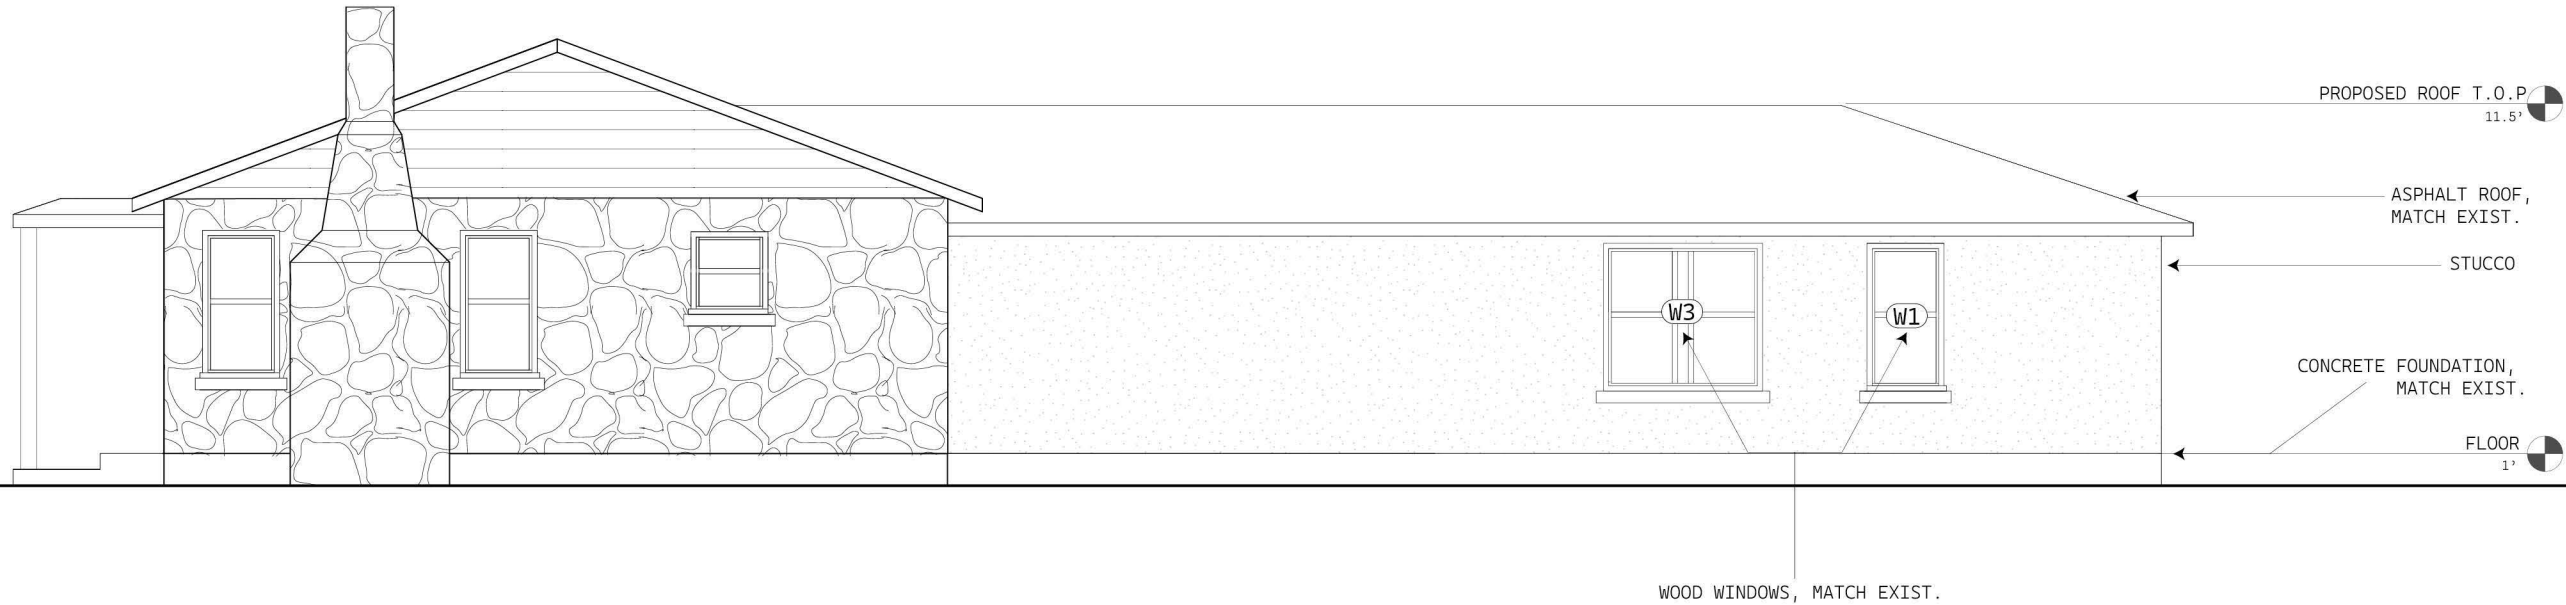 PROPOSED ROOF T.O.P
11.5'
ASPHALT ROOF,
MATCH EXIST.
STUCCO
W3
W1
CONCRETE FOUNDATION,
MATCH EXIST.
FLOOR
1'
WOOD WINDOWS, MATCH EXIST.